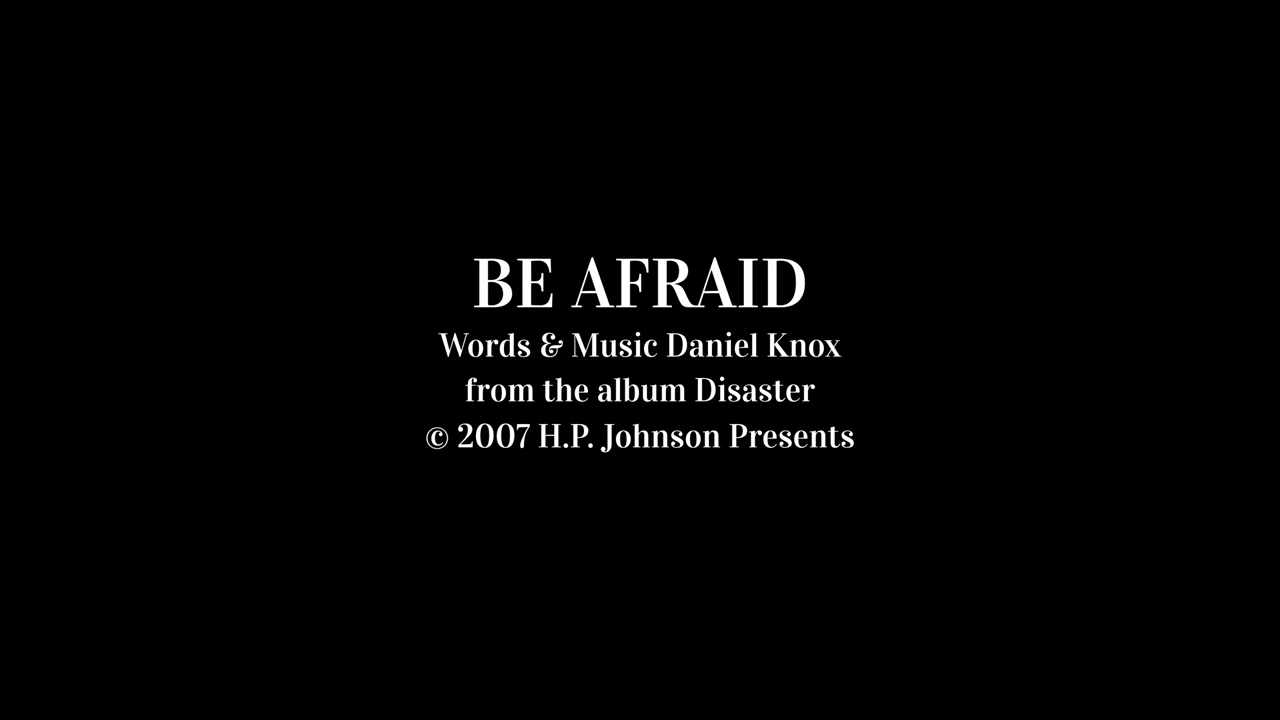 BE AFRAID
Words & Music Daniel Knox
from the album Disaster
© 2007 H.P. Johnson Presents